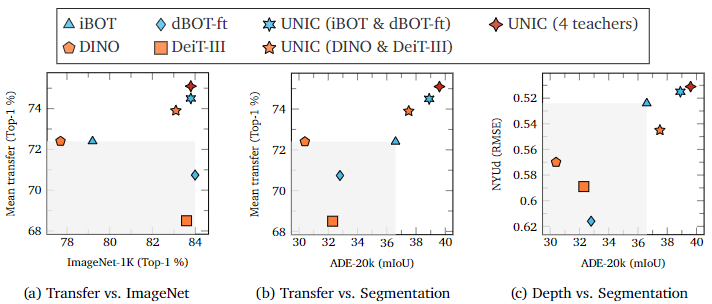 iBOT dBOT-ft UNIC (iBOT & dBOT-ft) UNIC (4 teachers)
DINO DeiT-III UNIC (DINO & DeiT-III)
Mean transfer (Top-1 %)
74
72
70
68
78 80 82 84
ImageNet-1K (Top-1 %)
(a) Transfer vs. ImageNet
Mean transfer (Top-1 %)
74
72
70
68
30 32 34 36 38 40
ADE-20k (mIoU)
(b) Transfer vs. Segmentation
NYUd (RMSE)
0.52
0.54
0.56
0.58
0.6
0.62
30 32 34 36 38 40
ADE-20k (mIoU)
(c) Depth vs. Segmentation